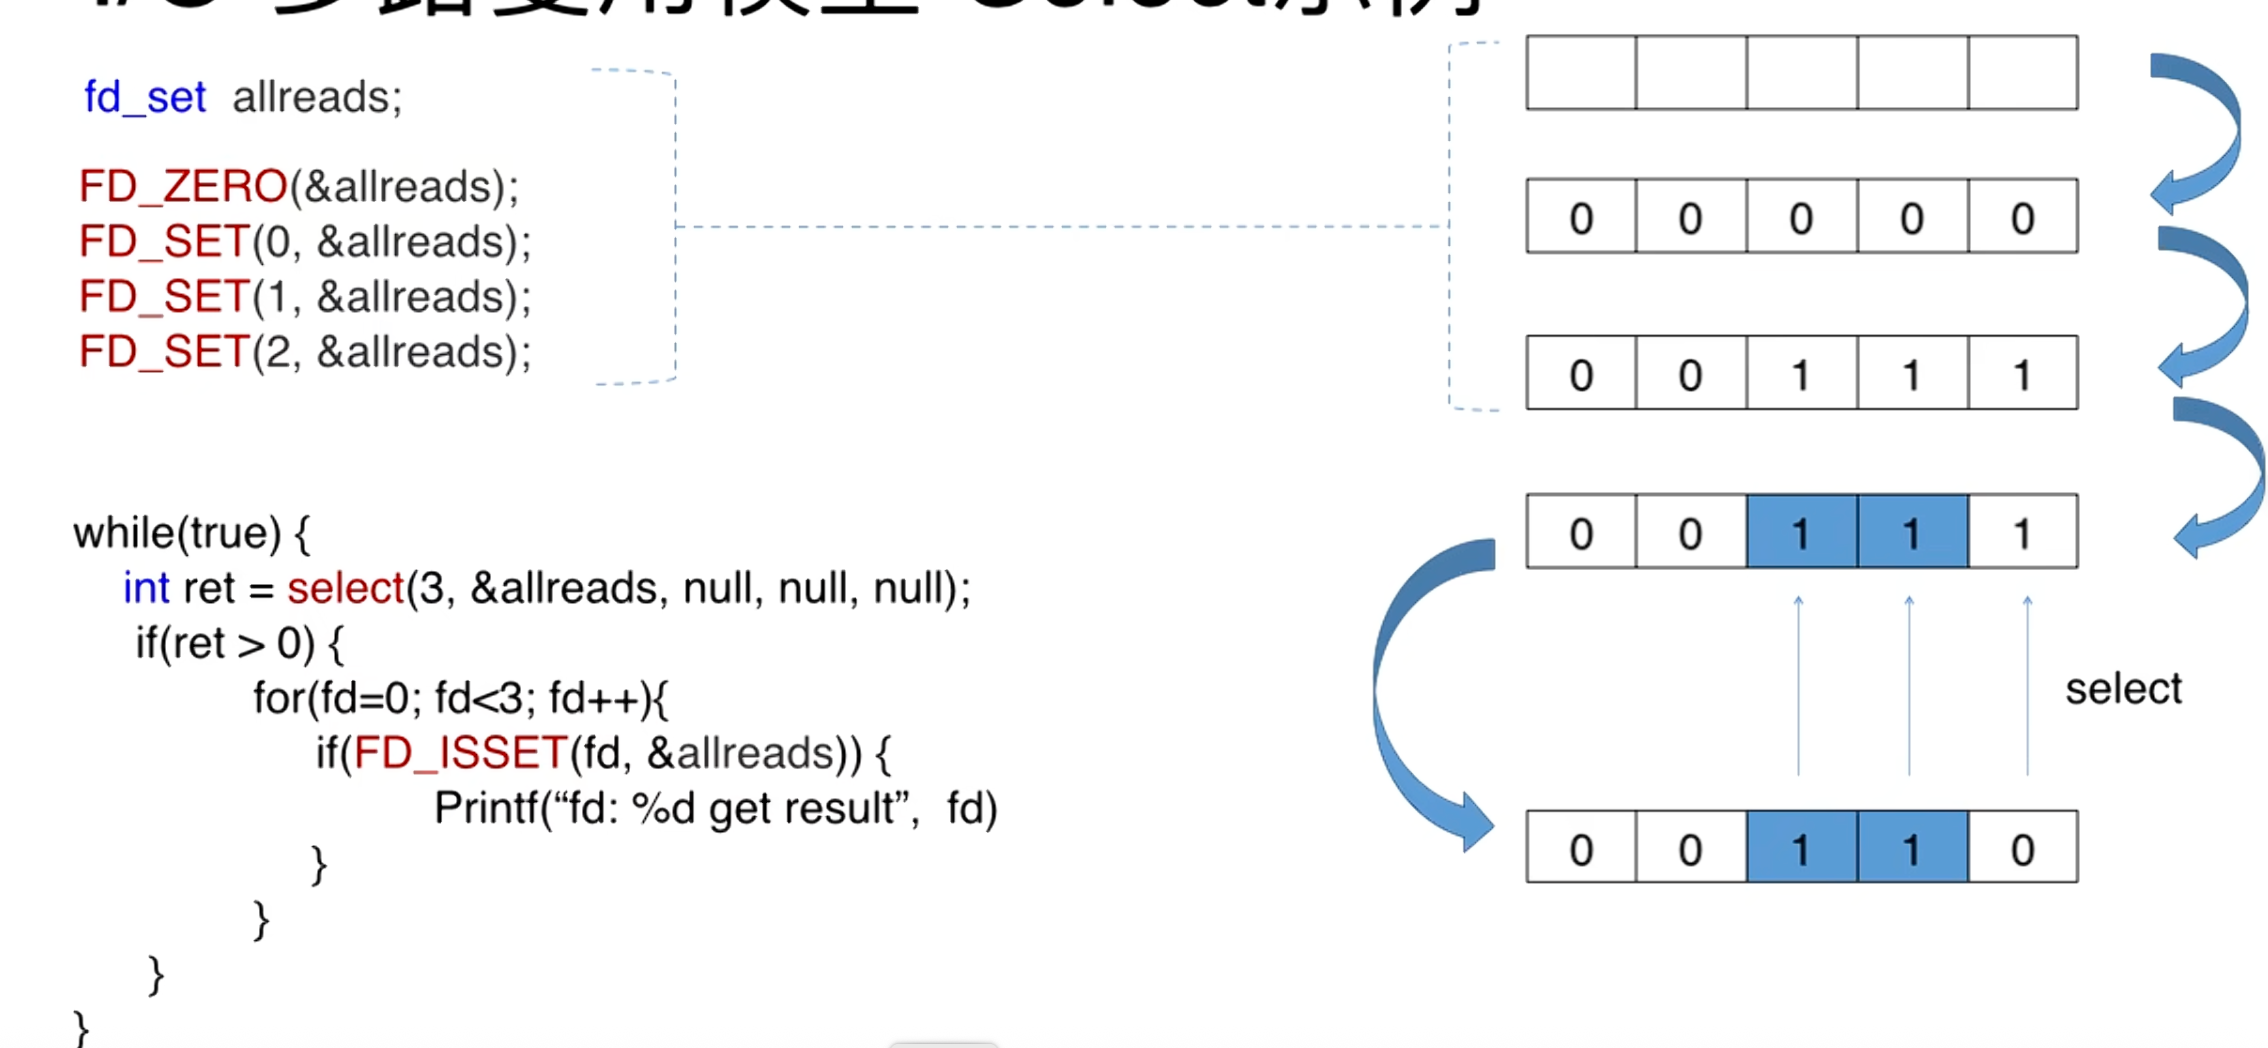 fd_set allreads;
FD_ZERO(&allreads);
FD_SET(0, &allreads);
FD_SET(1, &allreads);
FD_SET(2, &allreads);
while(true) {
int ret = select(3, &allreads, null, null, null);
if(ret > 0) {
for(fd=0; fd<3; fd++){
if(FD_ISSET(fd, &allreads)) {
Printf(“fd: %d get result”, fd)
}
}
}
}
0 0 0 0 0
0 0 1 1 1
0 0 1 1 1
select
0 0 1 1 0